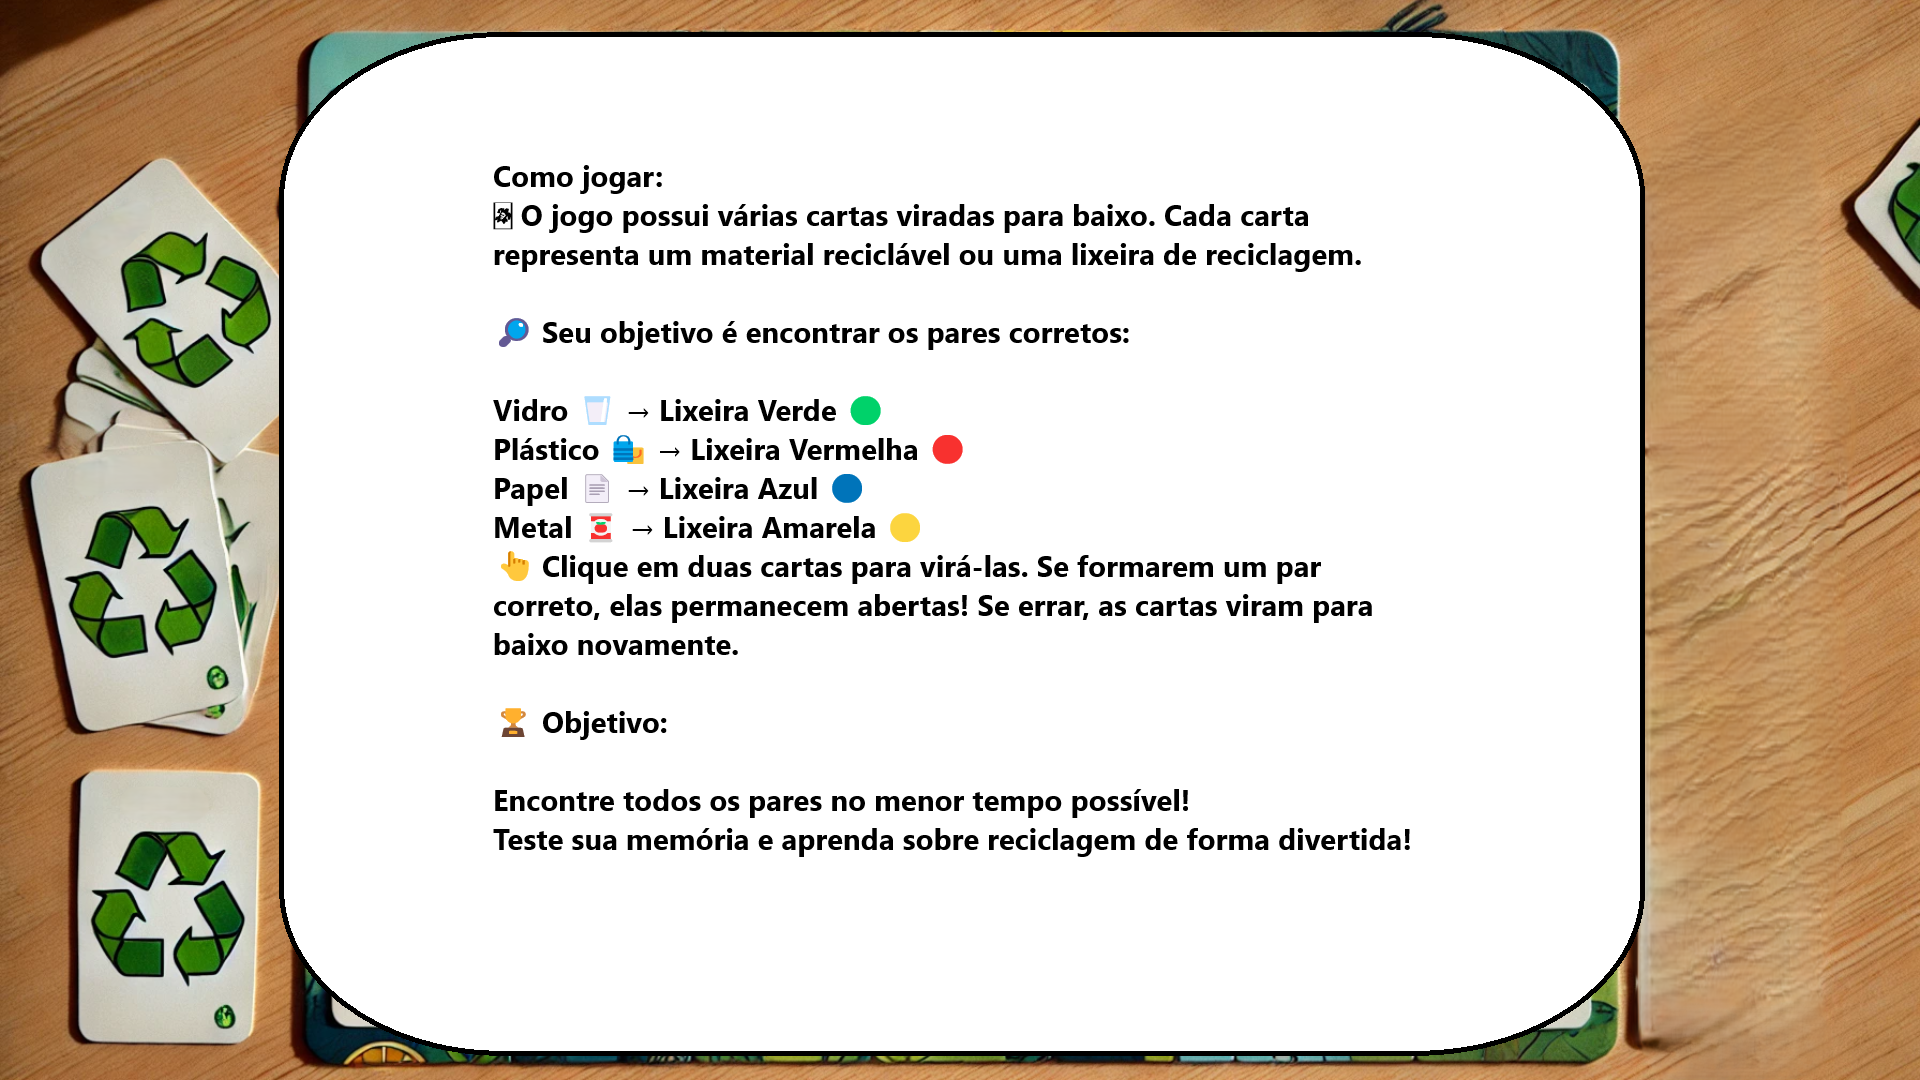 Como jogar:
🃏 O jogo possui várias cartas viradas para baixo. Cada carta
representa um material reciclável ou uma lixeira de reciclagem.
🔎 Seu objetivo é encontrar os pares corretos:
Vidro 🥛 → Lixeira Verde 🟢
Plástico 🛍️ → Lixeira Vermelha 🔴
Papel 📄 → Lixeira Azul 🔵
Metal 🥫 → Lixeira Amarela 🟡
👆 Clique em duas cartas para virá-las. Se formarem um par
correto, elas permanecem abertas! Se errar, as cartas viram para
baixo novamente.
🏆 Objetivo:
Encontre todos os pares no menor tempo possível!
Teste sua memória e aprenda sobre reciclagem de forma divertida!